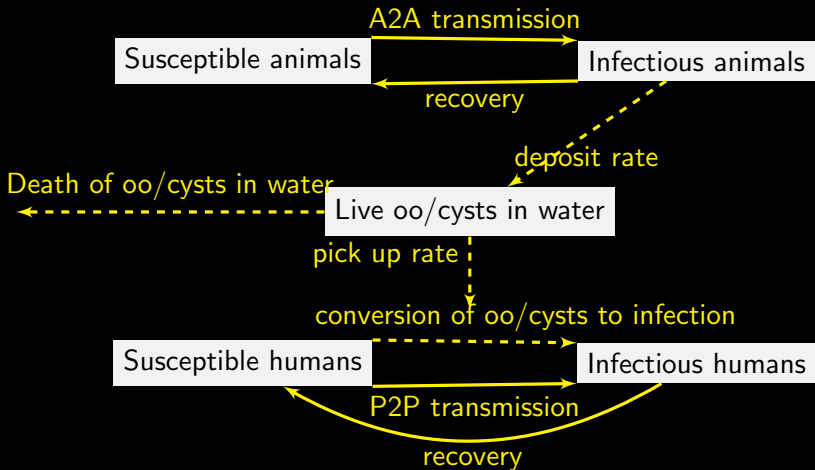 A2A transmission
Susceptible animals
Infectious animals
recovery
deposit rate
Death of oo/cysts in water
Live oo/cysts in water
pick up rate
conversion of oo/cysts to infection
Susceptible humans
Infectious humans
P2P transmission
recovery